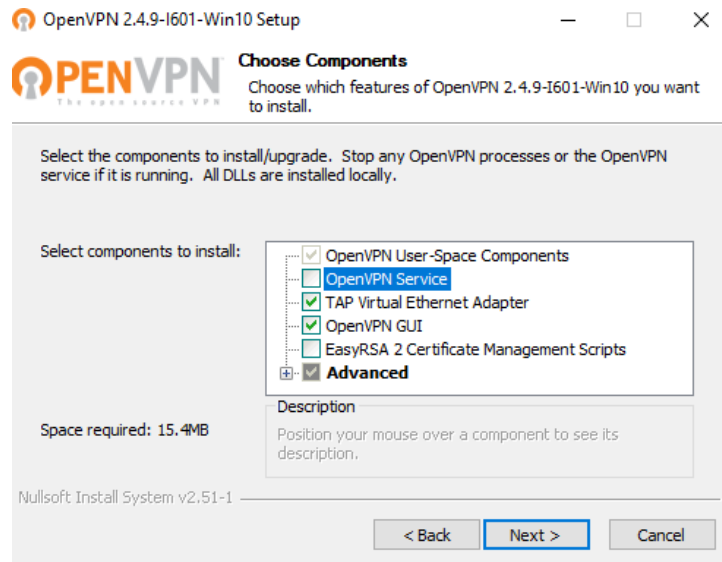 OpenVPN 2.4.9-I601-Win10 Setup
OPENVPN
The open source VPN
Choose Components
Choose which features of OpenVPN 2.4.9-I601-Win10 you want
to install.
Select the components to install/upgrade. Stop any OpenVPN processes or the OpenVPN
service if it is running. All DLLs are installed locally.
Select components to install:
OpenVPN User-Space Components
OpenVPN Service
TAP Virtual Ethernet Adapter
OpenVPN GUI
EasyRSA 2 Certificate Management Scripts
Advanced
Space required: 15.4MB
Description
Position your mouse over a component to see its
description.
Nullsoft Install System v2.51-1
< Back
Next >
Cancel